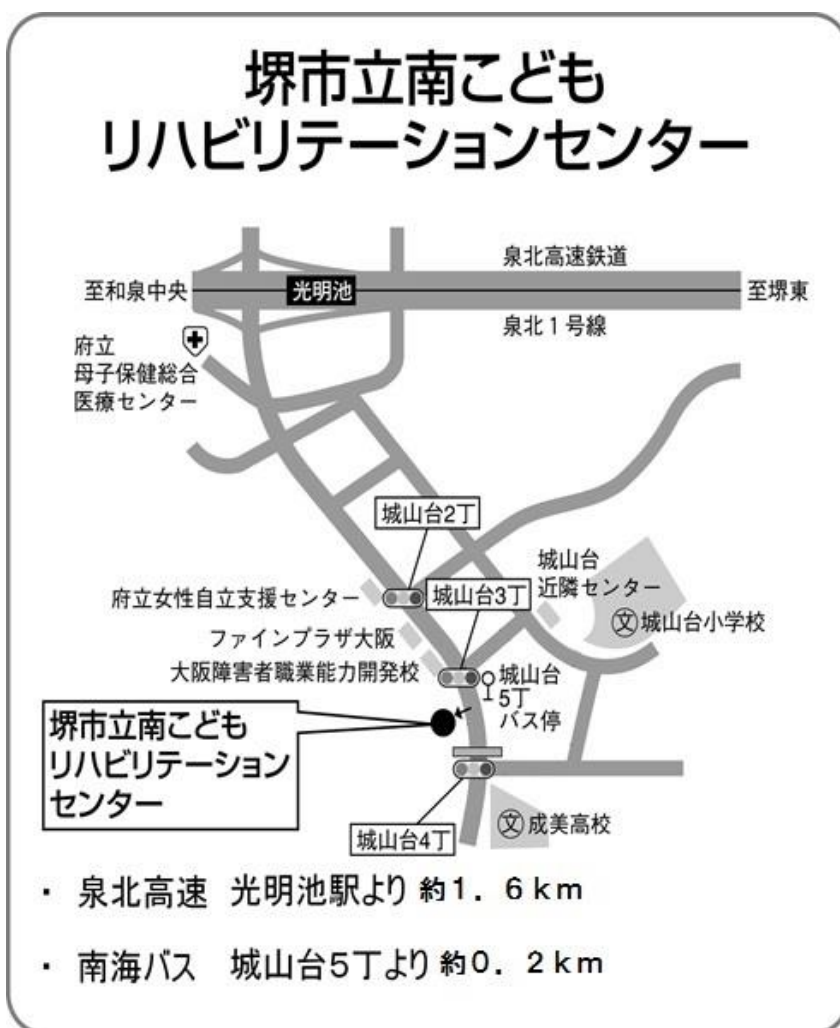 堺市立南こども
リハビリテーションセンター
泉北高速鉄道
至和泉中央
光明池
至堺東
泉北1号線
府立
母子保健総合
医療センター
城山台2丁
城山台
近隣センター
府立女性自立支援センター
城山台3丁
文城山台小学校
ファインプラザ大阪
大阪障害者職業能力開発校
城山台
5丁
バス停
堺市立南こども
リハビリテーション
センター
城山台4丁
文成美高校
・ 泉北高速 光明池駅より 約1．6km
・ 南海バス 城山台5丁より 約0．2km